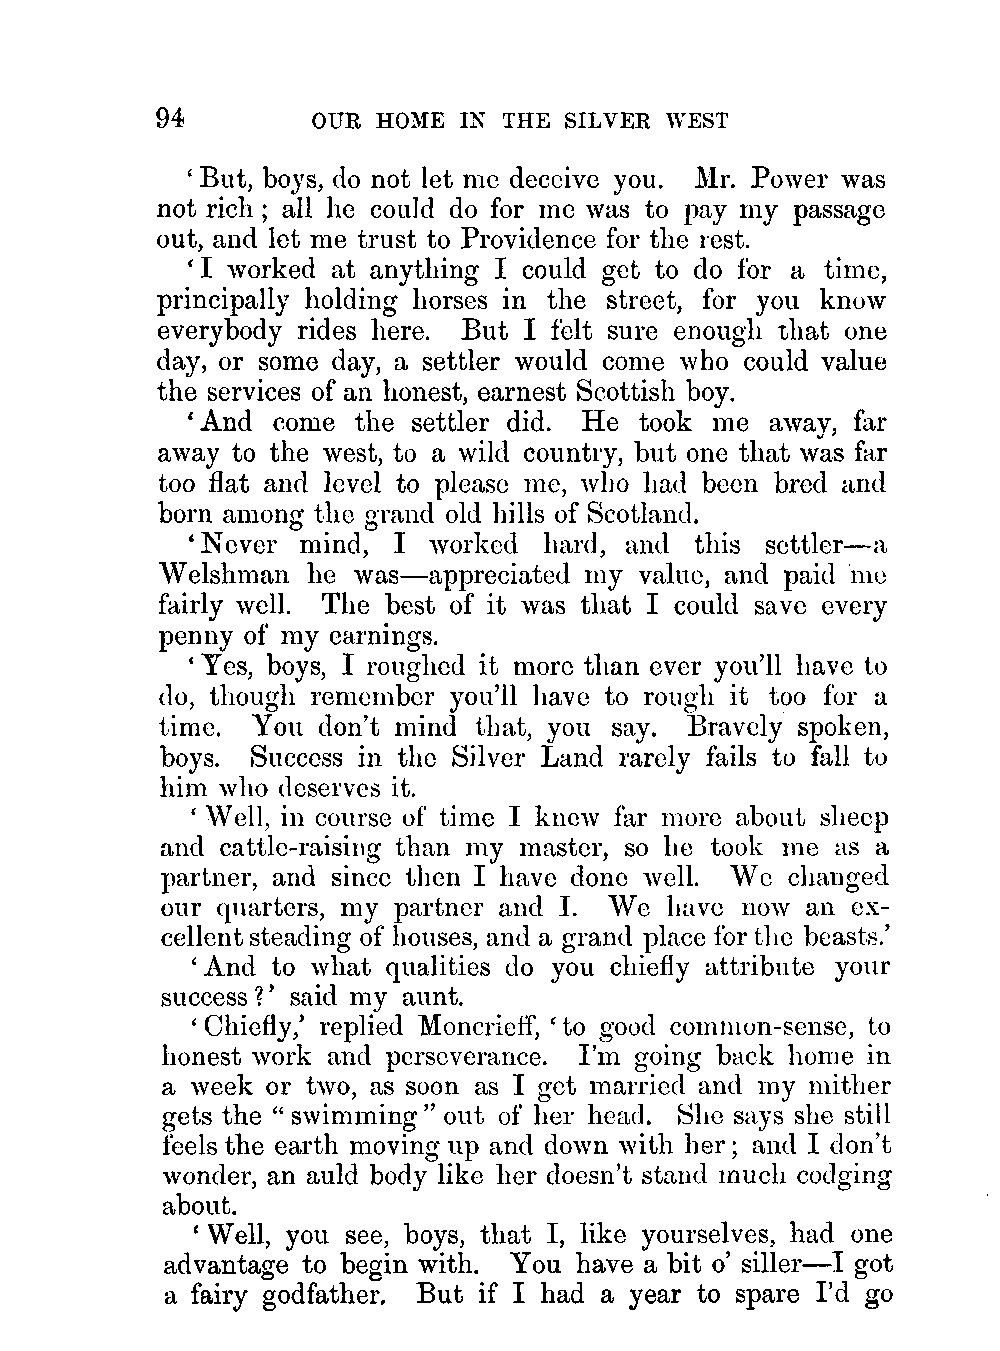 94 OUR HOME IN THE SILVER WEST
‘But, boys, do not let me deceive you. Mr. Power was
not rich; all he could do for me was to pay my passage
out, and let me trust to Providence for the rest.
‘I worked at anything I could get to do for a time,
principally holding horses in the street, for you know
everybody rides here. But I felt sure enough that one
day, or some day, a settler would come who could value
the services of an honest, earnest Scottish boy.
‘And come the settler did. He took me away, far
away to the west, to a wild country, but one that was far
too flat and level to please me, who had been bred and
born among the grand old hills of Scotland.
‘Never mind, I worked hard, and this settler—a
Welshman he was—appreciated my value, and paid me
fairly well. The best of it was that I could save every
penny of my earnings.
‘Yes, boys, I roughed it more than ever you’ll have to
do, though remember you’ll have to rough it too for a
time. You don’t mind that, you say. Bravely spoken,
boys. Success in the Silver Land rarely fails to fall to
him who deserves it.
‘Well, in course of time I knew far more about sheep
and cattle-raising than my master, so he took me as a
partner, and since then I have done well. We changed
our quarters, my partner and I. We have now an ex-
cellent steading of houses, and a grand place for the beasts.’
‘And to what qualities do you chiefly attribute your
success?’ said my aunt.
‘Chiefly,’ replied Moncrieff, ‘to good common-sense, to
honest work and perseverance. I’m going back home in
a week or two, as soon as I get married and my mither
gets the “swimming” out of her head. She says she still
feels the earth moving up and down with her; and I don’t
wonder, an auld body like her doesn’t stand much codging
about.
‘Well, you see, boys, that I, like yourselves, had one
advantage to begin with. You have a bit o’ siller—I got
a fairy godfather. But if I had a year to spare I’d go